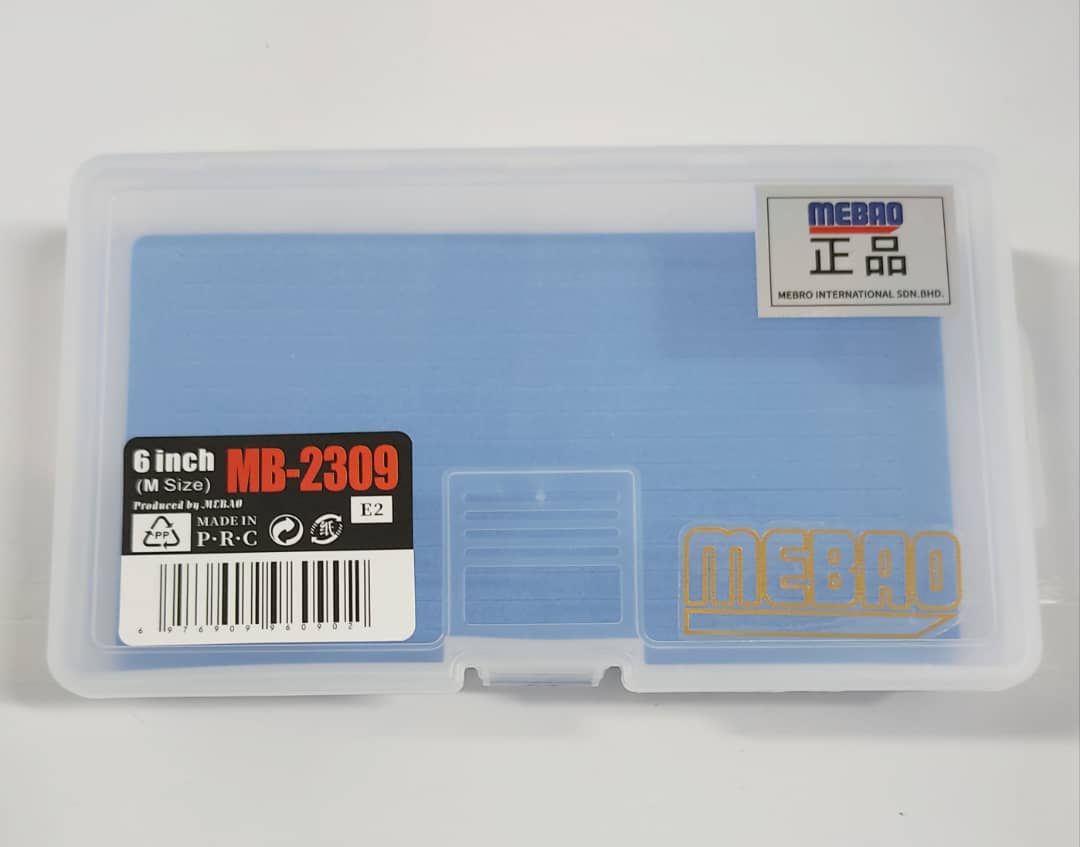 MEBAO
正品
MEBRO INTERNATIONAL SDN.BHD.
6 inch MB-2309
(M Size)
Produced by MEBAO
E2
PP
MADE IN
P·R·C
纸
6 976909 960902
MEBAO